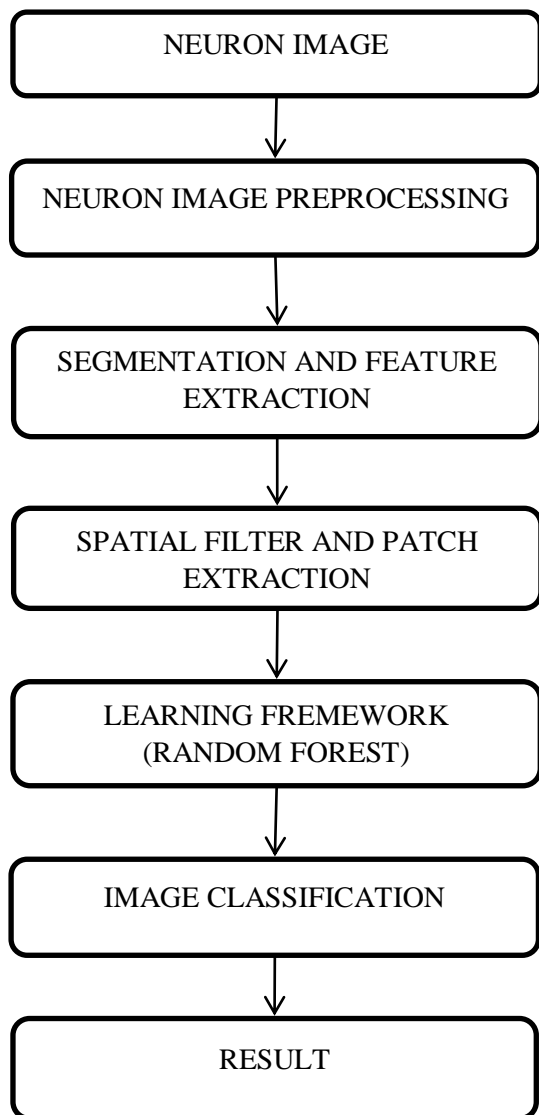 NEURON IMAGE
NEURON IMAGE PREPROCESSING
SEGMENTATION AND FEATURE
EXTRACTION
SPATIAL FILTER AND PATCH
EXTRACTION
LEARNING FREMEWORK
(RANDOM FOREST)
IMAGE CLASSIFICATION
RESULT